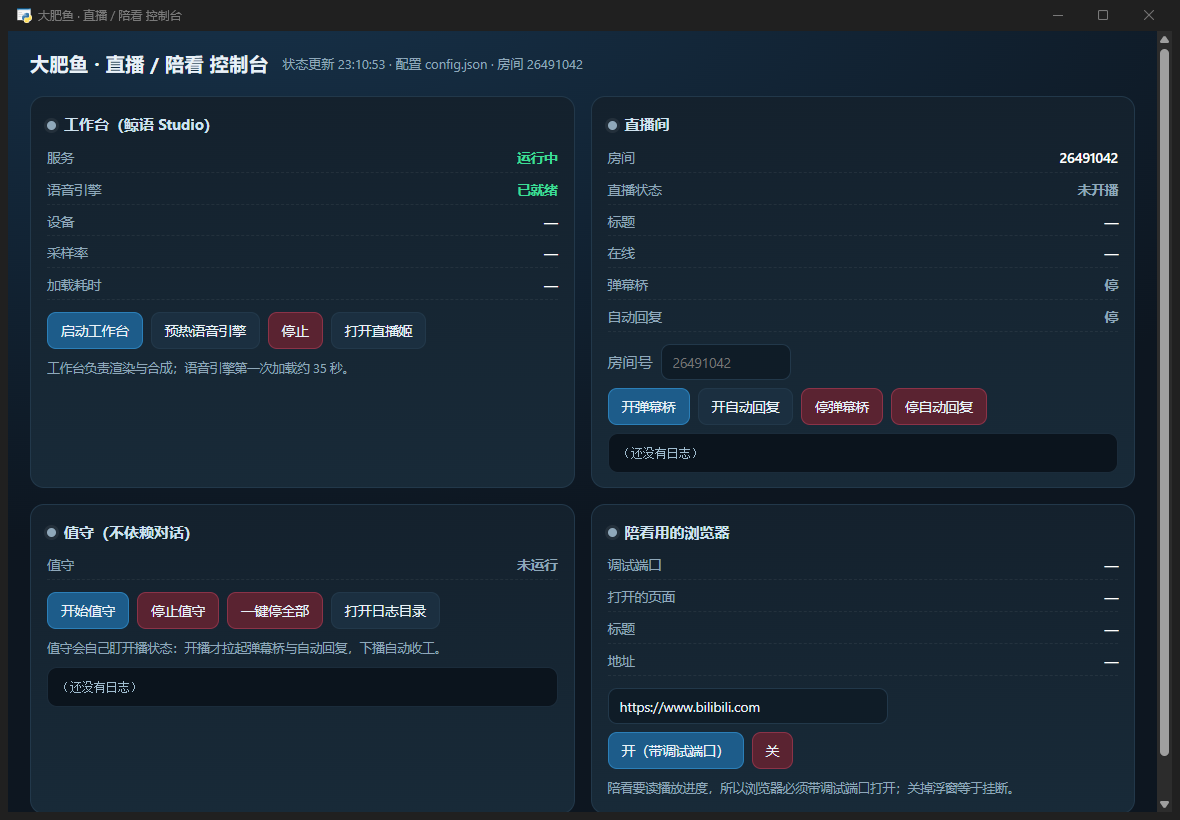 大肥鱼 · 直播 / 陪看 控制台
大肥鱼 · 直播 / 陪看 控制台 状态更新 23:10:53 · 配置 config.json · 房间 26491042
工作台（鲸语 Studio）
服务 运行中
语音引擎 已就绪
设备 —
采样率 —
加载耗时 —
启动工作台 预热语音引擎 停止 打开直播姬
工作台负责渲染与合成；语音引擎第一次加载约 35 秒。
直播间
房间 26491042
直播状态 未开播
标题 —
在线 —
弹幕桥 停
自动回复 停
房间号 26491042
开弹幕桥 开自动回复 停弹幕桥 停自动回复
（还没有日志）
值守（不依赖对话）
值守 未运行
开始值守 停止值守 一键停全部 打开日志目录
值守会自己盯开播状态：开播才拉起弹幕桥与自动回复，下播自动收工。
（还没有日志）
陪看用的浏览器
调试端口 —
打开的页面 —
标题 —
地址 —
https://www.bilibili.com
开（带调试端口） 关
陪看要读播放进度，所以浏览器必须带调试端口打开；关掉浮窗等于挂断。